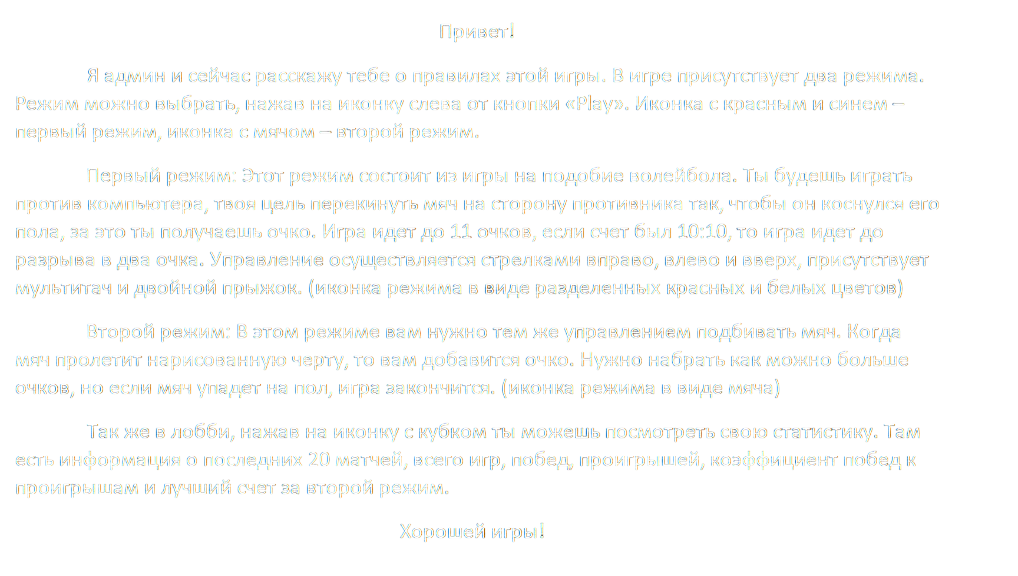 Привет!
Я админ и сейчас расскажу тебе о правилах этой игры. В игре присутствует два режима.
Режим можно выбрать, нажав на иконку слева от кнопки «Play». Иконка с красным и синем –
первый режим, иконка с мячом – второй режим.
Первый режим: Этот режим состоит из игры на подобие волейбола. Ты будешь играть
против компьютера, твоя цель перекинуть мяч на сторону противника так, чтобы он коснулся его
пола, за это ты получаешь очко. Игра идет до 11 очков, если счет был 10:10, то игра идет до
разрыва в два очка. Управление осуществляется стрелками вправо, влево и вверх, присутствует
мультитач и двойной прыжок. (иконка режима в виде разделенных красных и белых цветов)
Второй режим: В этом режиме вам нужно тем же управлением подбивать мяч. Когда
мяч пролетит нарисованную черту, то вам добавится очко. Нужно набрать как можно больше
очков, но если мяч упадет на пол, игра закончится. (иконка режима в виде мяча)
Так же в лобби, нажав на иконку с кубком ты можешь посмотреть свою статистику. Там
есть информация о последних 20 матчей, всего игр, побед, проигрышей, коэффициент побед к
проигрышам и лучший счет за второй режим.
Хорошей игры!